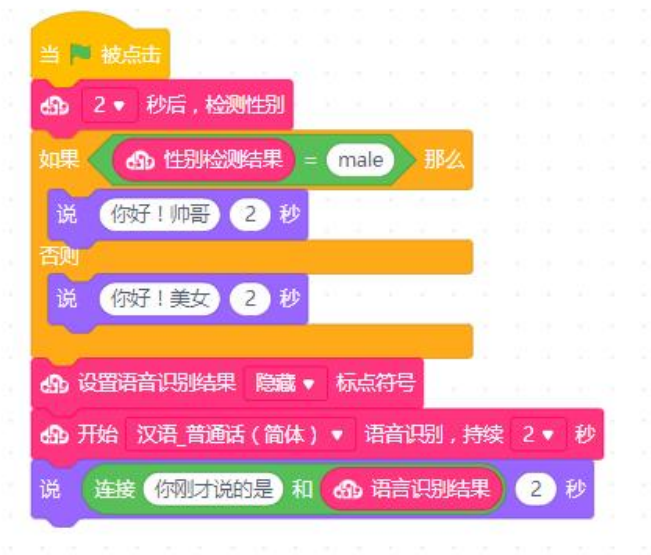 当 被点击
2 秒后，检测性别
如果 性别检测结果 = male 那么
说 你好！帅哥 2 秒
否则
说 你好！美女 2 秒
设置语音识别结果 隐藏 标点符号
开始 汉语_普通话（简体） 语音识别，持续 2 秒
说 连接 你刚才说的是 和 语言识别结果 2 秒